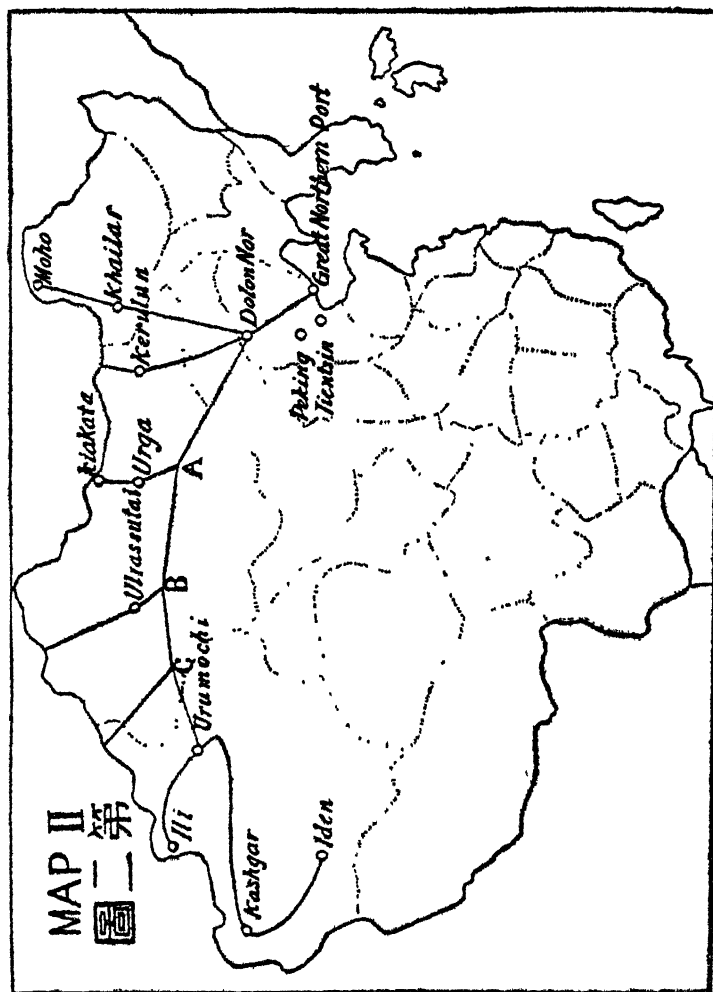 MAP II
第二圖
Moho
Khailar
Kerulun
Kiakata
Urga
Uliassutai
Dolon Nor
Great Northern Port
Peking
Tientsin
A
B
C
Urumochi
Ili
Kashgar
Iden